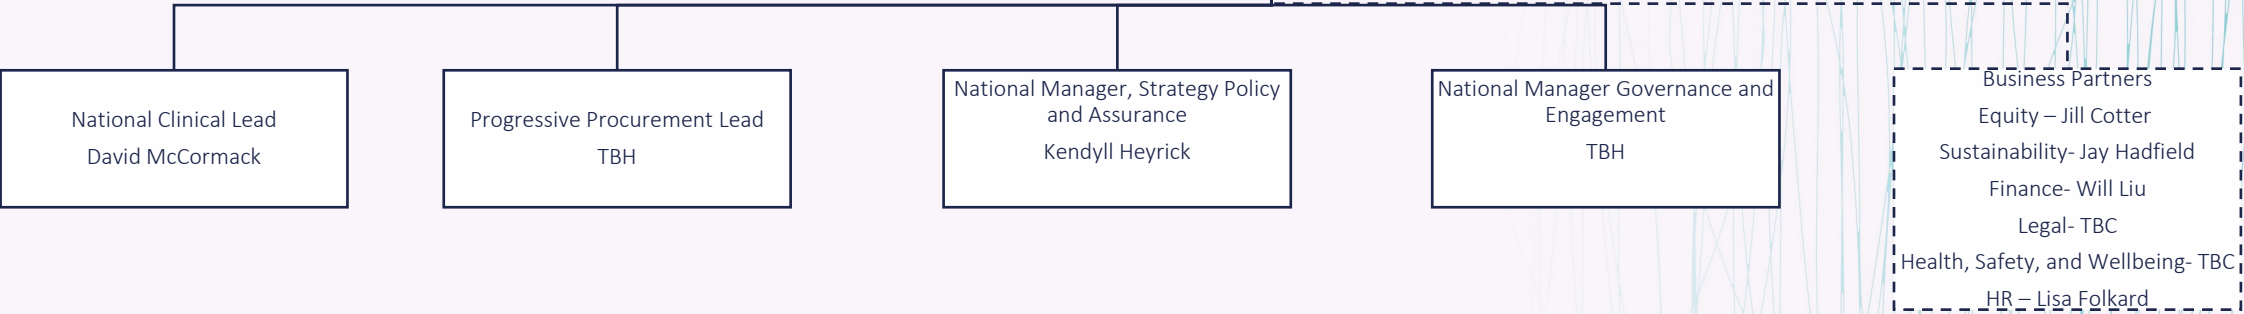 National Clinical Lead
David McCormack
Progressive Procurement Lead
TBH
National Manager, Strategy Policy
and Assurance
Kendyll Heyrick
National Manager Governance and
Engagement
TBH
Business Partners
Equity – Jill Cotter
Sustainability- Jay Hadfield
Finance- Will Liu
Legal- TBC
Health, Safety, and Wellbeing- TBC
HR – Lisa Folkard